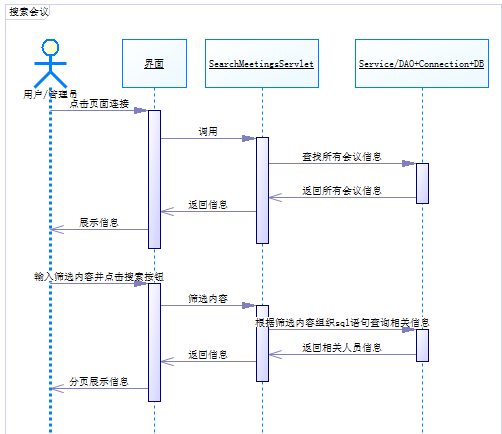 搜索会议
用户/管理员
界面
SearchMeetingsServlet
Service/DAO+Connection+DB
点击页面连接
调用
查找所有会议信息
返回所有会议信息
返回信息
展示信息
输入筛选内容并点击搜索按钮
筛选内容
根据筛选内容组织sql语句查询相关信息
返回相关人员信息
返回信息
分页展示信息